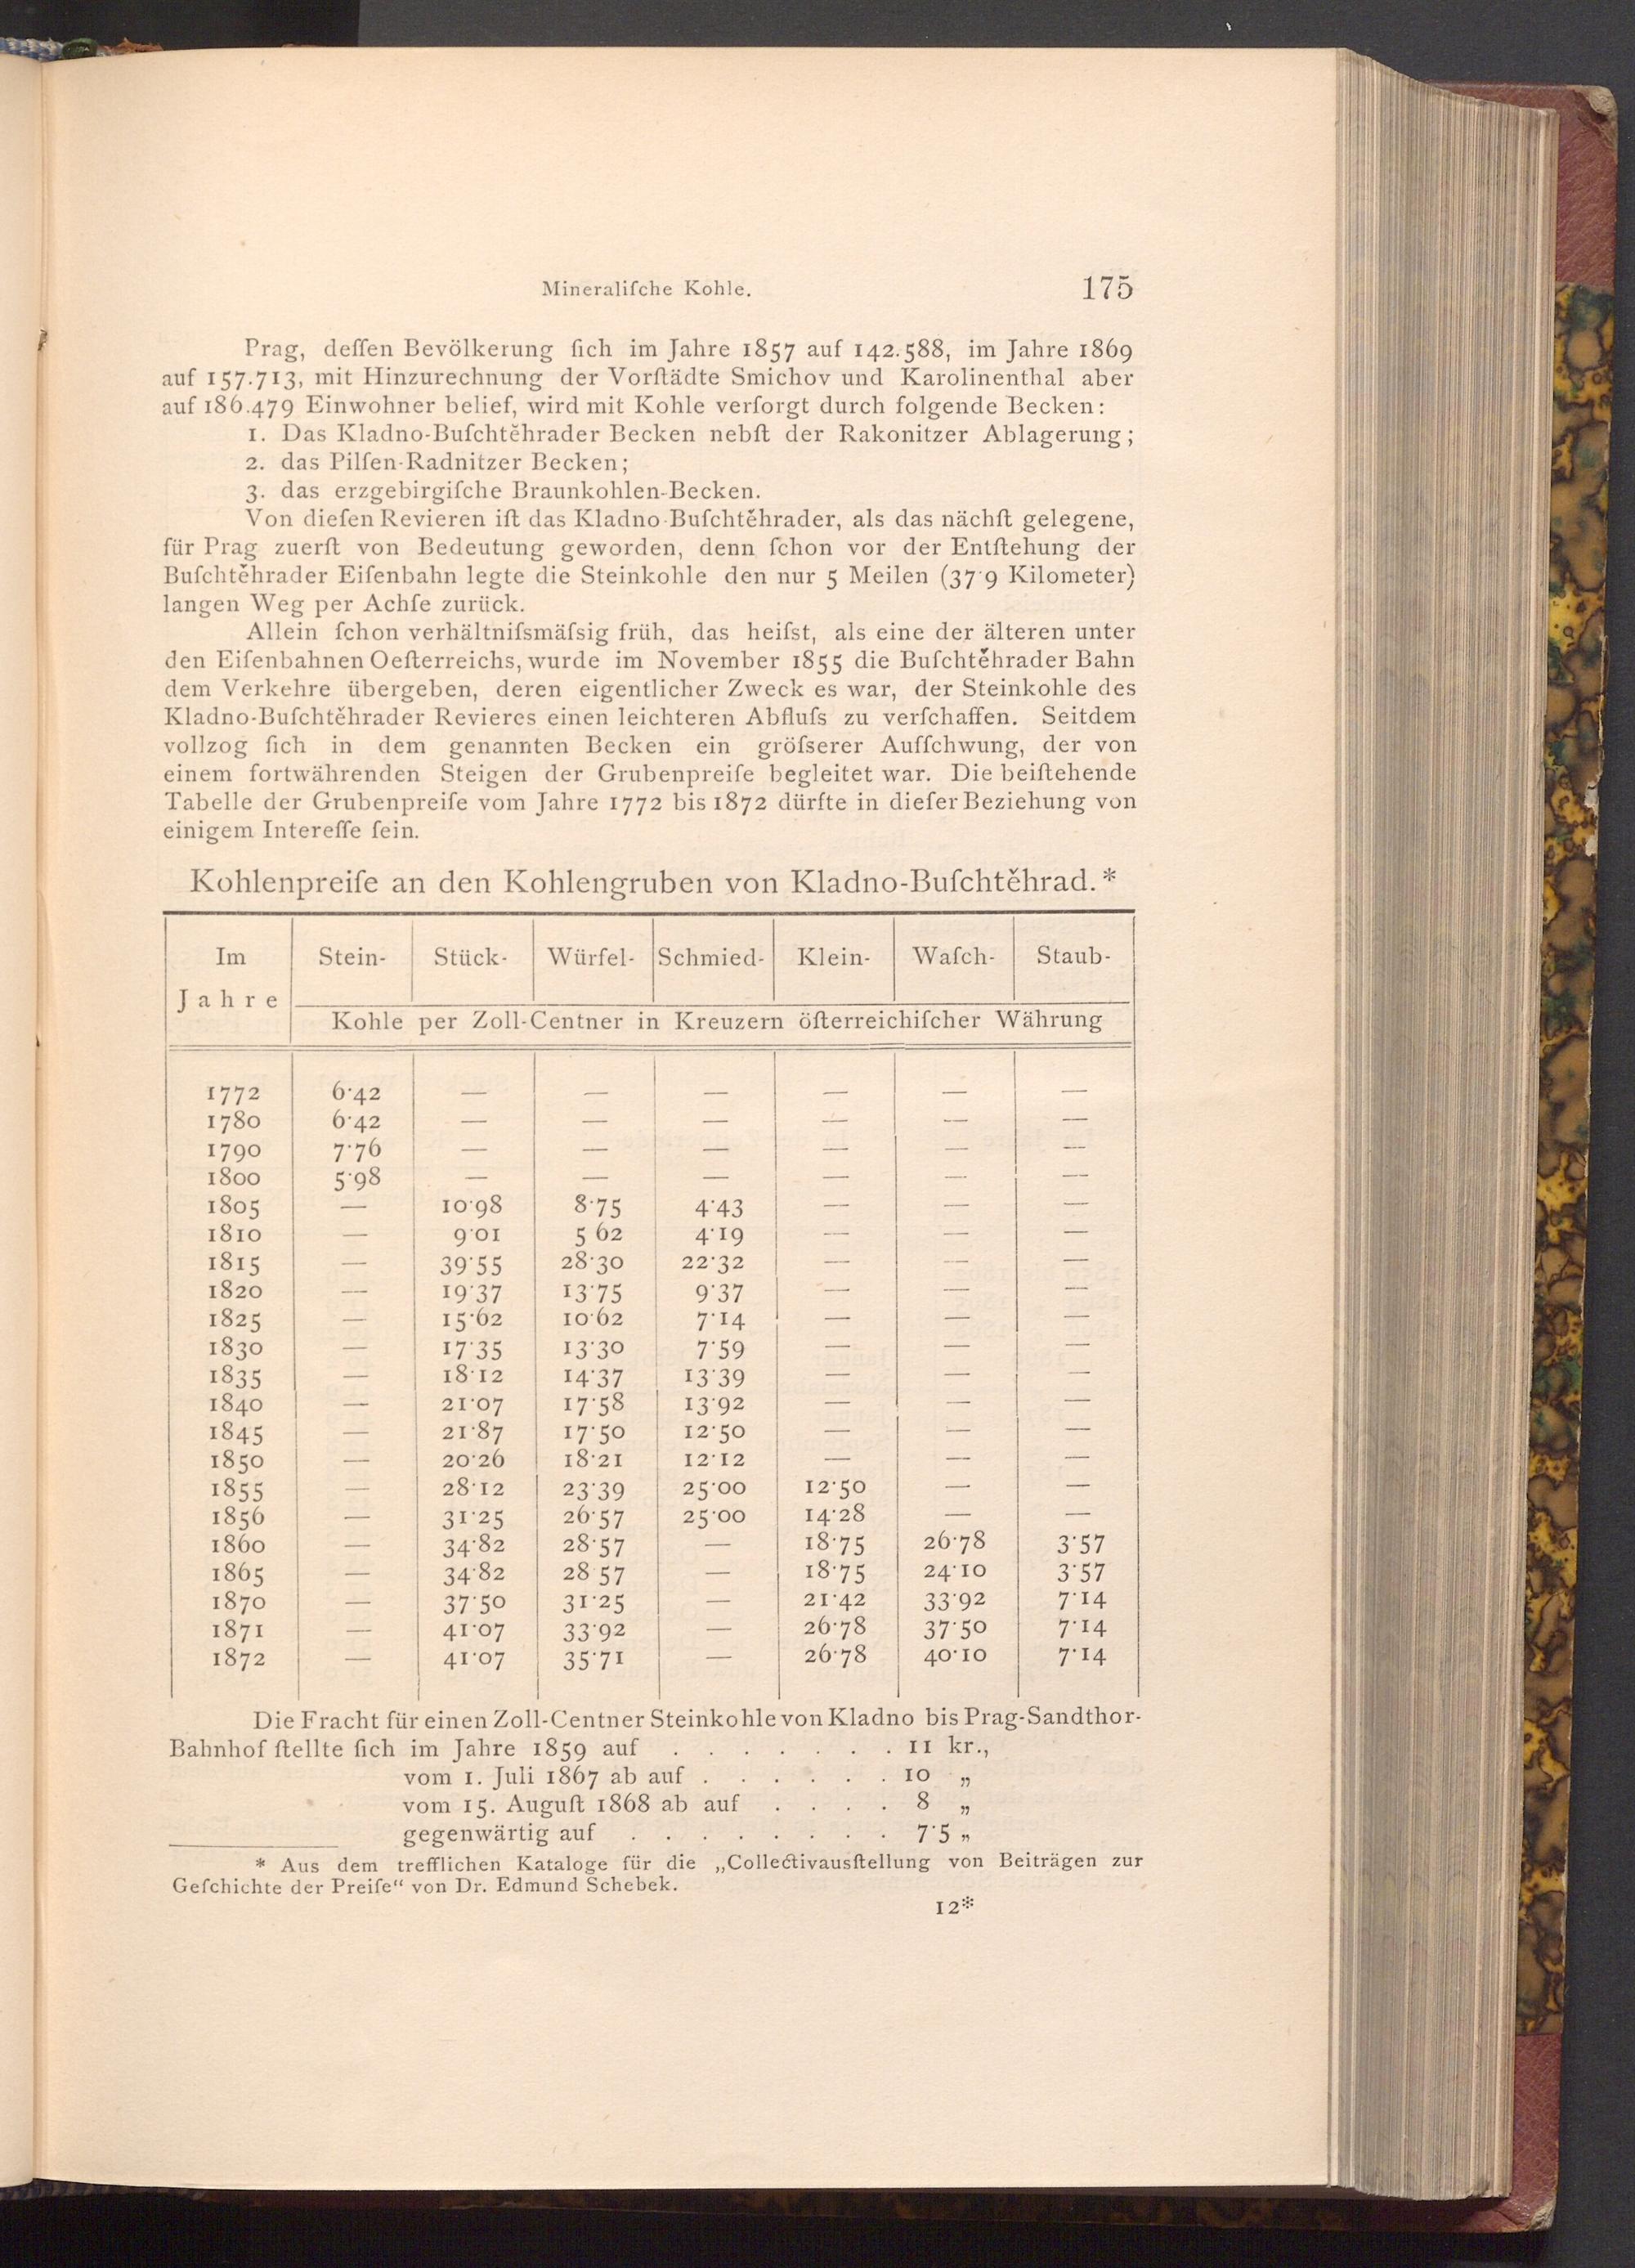 Mineraliſche Kohle. 175
Prag, deſſen Bevölkerung ſich im Jahre 1857 auf 142.588, im Jahre 1869
auf 157.713, mit Hinzurechnung der Vorſtädte Smichov und Karolinenthal aber
auf 186.479 Einwohner belief, wird mit Kohle verſorgt durch folgende Becken:
1. Das Kladno-Buſchtěhrader Becken nebſt der Rakonitzer Ablagerung;
2. das Pilſen-Radnitzer Becken;
3. das erzgebirgiſche Braunkohlen-Becken.
Von dieſen Revieren iſt das Kladno-Buſchtěhrader, als das nächſt gelegene,
für Prag zuerſt von Bedeutung geworden, denn ſchon vor der Entſtehung der
Buſchtěhrader Eiſenbahn legte die Steinkohle den nur 5 Meilen (37·9 Kilometer)
langen Weg per Achſe zurück.
Allein ſchon verhältniſsmäſsig früh, das heiſst, als eine der älteren unter
den Eiſenbahnen Oeſterreichs, wurde im November 1855 die Buſchtěhrader Bahn
dem Verkehre übergeben, deren eigentlicher Zweck es war, der Steinkohle des
Kladno-Buſchtěhrader Revieres einen leichteren Abfluſs zu verſchaffen. Seitdem
vollzog ſich in dem genannten Becken ein gröſserer Aufſchwung, der von
einem fortwährenden Steigen der Grubenpreiſe begleitet war. Die beiſtehende
Tabelle der Grubenpreiſe vom Jahre 1772 bis 1872 dürfte in dieſer Beziehung von
einigem Intereſſe ſein.
Kohlenpreiſe an den Kohlengruben von Kladno-Buſchtěhrad.*
Im Stein- Stück- Würfel- Schmied- Klein- Waſch- Staub-
Jahre
Kohle per Zoll-Centner in Kreuzern öſterreichiſcher Währung
1772 6·42 — — — — — —
1780 6·42 — — — — — —
1790 7·76 — — — — — —
1800 5·98 — — — — — —
1805 — 10·98 8·75 4·43 — — —
1810 — 9·01 5 62 4·19 — — —
1815 — 39·55 28·30 22·32 — — —
1820 — 19·37 13·75 9·37 — — —
1825 — 15·62 10·62 7·14 — — —
1830 — 17·35 13·30 7·59 — — —
1835 — 18·12 14·37 13·39 — — —
1840 — 21·07 17·58 13·92 — — —
1845 — 21·87 17·50 12·50 — — —
1850 — 20·26 18·21 12·12 — — —
1855 — 28·12 23·39 25·00 12·50 — —
1856 — 31·25 26·57 25·00 14·28 — —
1860 — 34·82 28·57 — 18·75 26·78 3·57
1865 — 34·82 28 57 — 18·75 24·10 3·57
1870 — 37·50 31·25 — 21·42 33·92 7·14
1871 — 41·07 33·92 — 26·78 37·50 7·14
1872 — 41·07 35·71 — 26·78 40·10 7·14
Die Fracht für einen Zoll-Centner Steinkohle von Kladno bis Prag-Sandthor-
Bahnhof ſtellte ſich im Jahre 1859 auf . . . . . . . 11 kr.,
vom 1. Juli 1867 ab auf . . . . . . 10 „
vom 15. Auguſt 1868 ab auf . . . . 8 „
gegenwärtig auf . . . . . . . . 7·5 „
* Aus dem trefflichen Kataloge für die „Collectivausſtellung von Beiträgen zur
Geſchichte der Preiſe“ von Dr. Edmund Schebek.
12*